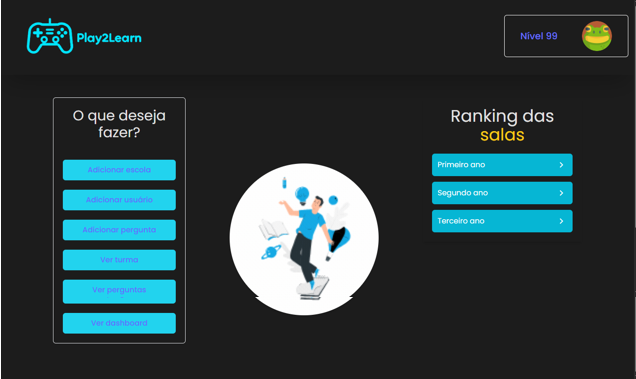 Play2Learn
Nível 99
O que deseja
fazer?
Adicionar escola
Adicionar usuário
Adicionar pergunta
Ver turma
Ver perguntas
Ver dashboard
Ranking das
salas
Primeiro ano
Segundo ano
Terceiro ano